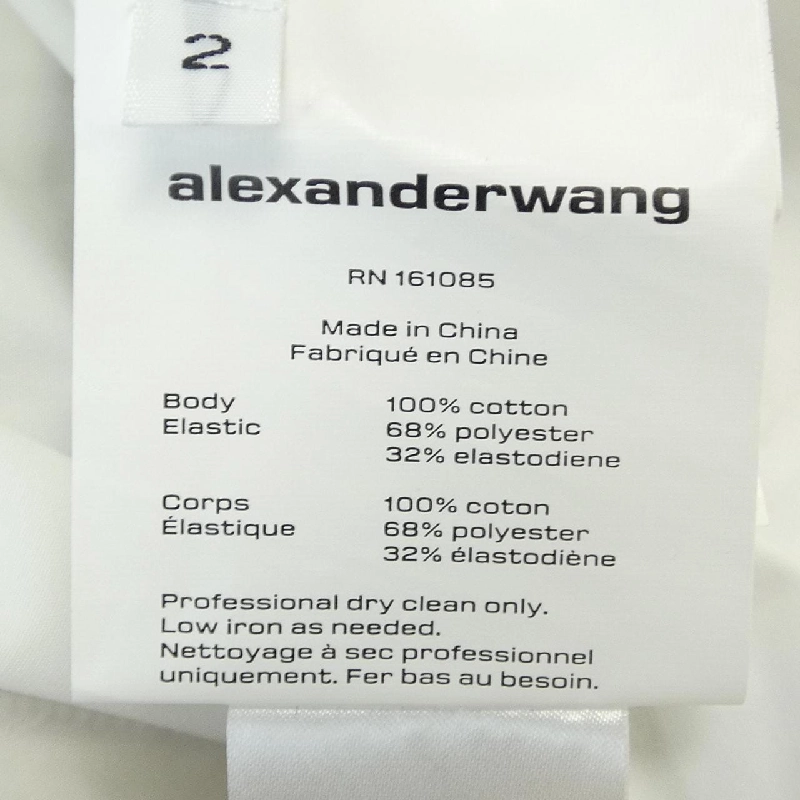 2
alexanderwang
RN 161085
Made in China
Fabriqué en Chine
Body 100% cotton
Elastic 68% polyester
32% elastodiene
Corps 100% coton
Élastique 68% polyester
32% élastodiène
Professional dry clean only.
Low iron as needed.
Nettoyage à sec professionnel
uniquement. Fer bas au besoin.